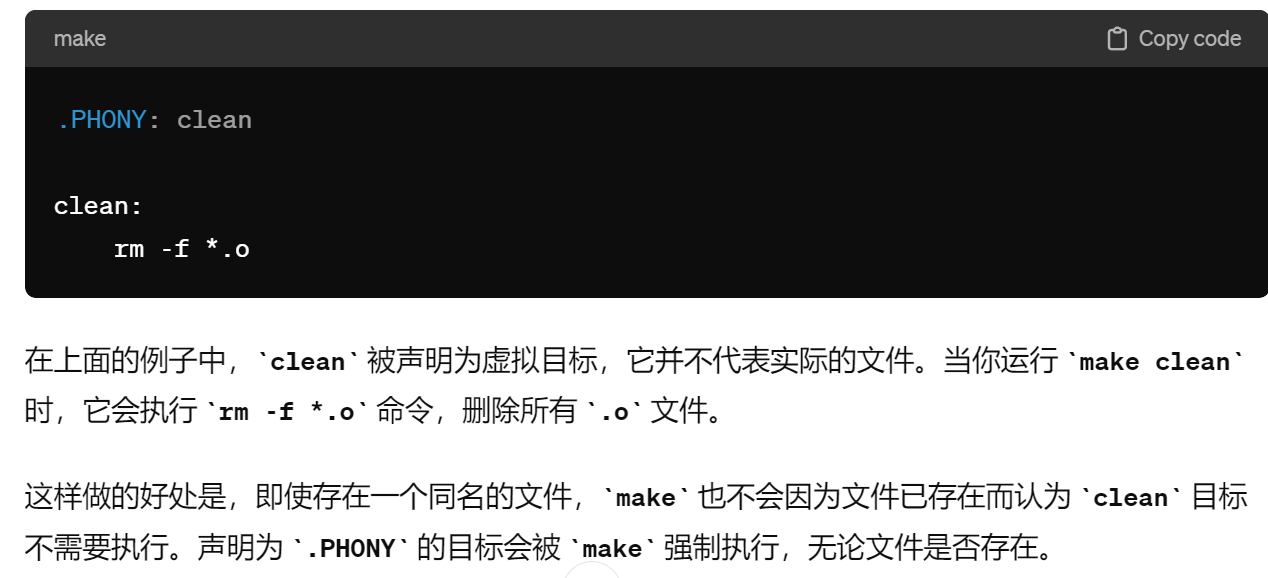 make
Copy code
.PHONY: clean
clean:
    rm -f *.o
在上面的例子中，`clean` 被声明为虚拟目标，它并不代表实际的文件。当你运行 `make clean`
时，它会执行 `rm -f *.o` 命令，删除所有 `.o` 文件。
这样做的好处是，即使存在一个同名的文件，`make` 也不会因为文件已存在而认为 `clean` 目标
不需要执行。声明为 `.PHONY` 的目标会被 `make` 强制执行，无论文件是否存在。